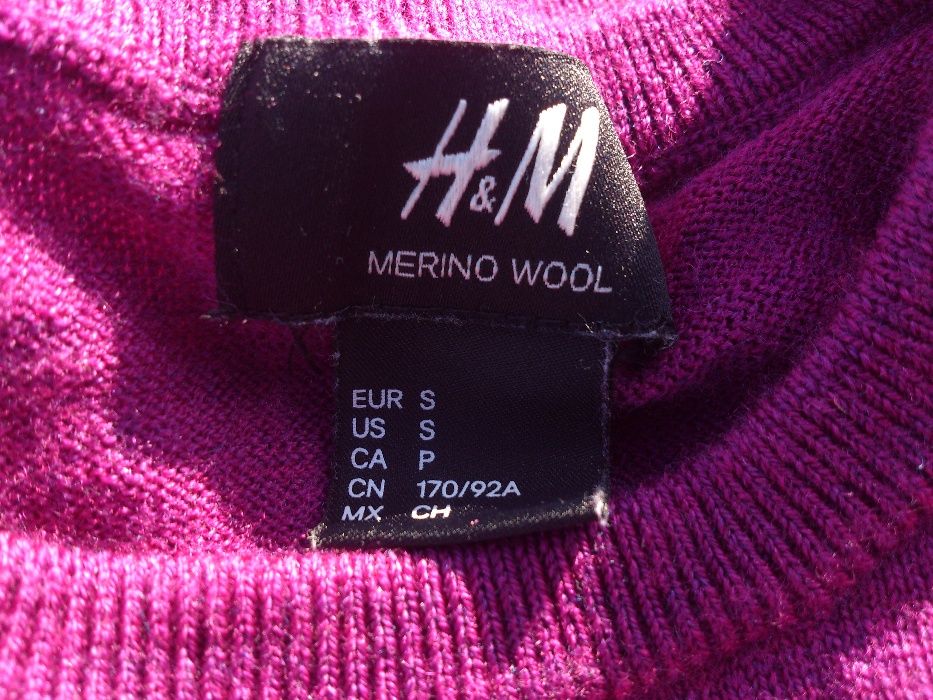 H&M
MERINO WOOL
EUR S
US S
CA P
CN 170/92A
MX CH